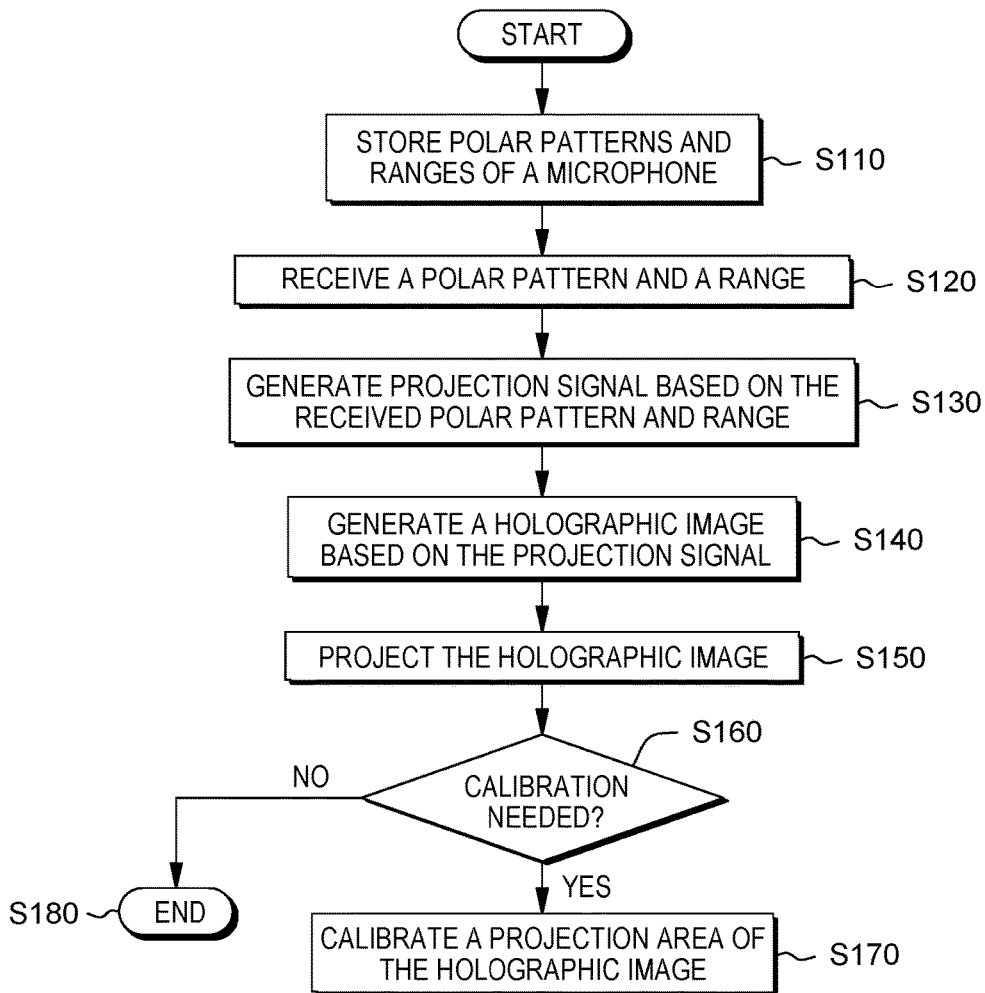 START
STORE POLAR PATTERNS AND
RANGES OF A MICROPHONE
S110
RECEIVE A POLAR PATTERN AND A RANGE
S120
GENERATE PROJECTION SIGNAL BASED ON THE
RECEIVED POLAR PATTERN AND RANGE
S130
GENERATE A HOLOGRAPHIC IMAGE
BASED ON THE PROJECTION SIGNAL
S140
PROJECT THE HOLOGRAPHIC IMAGE
S150
S160
CALIBRATION
NEEDED?
NO
YES
S180
END
CALIBRATE A PROJECTION AREA OF
THE HOLOGRAPHIC IMAGE
S170